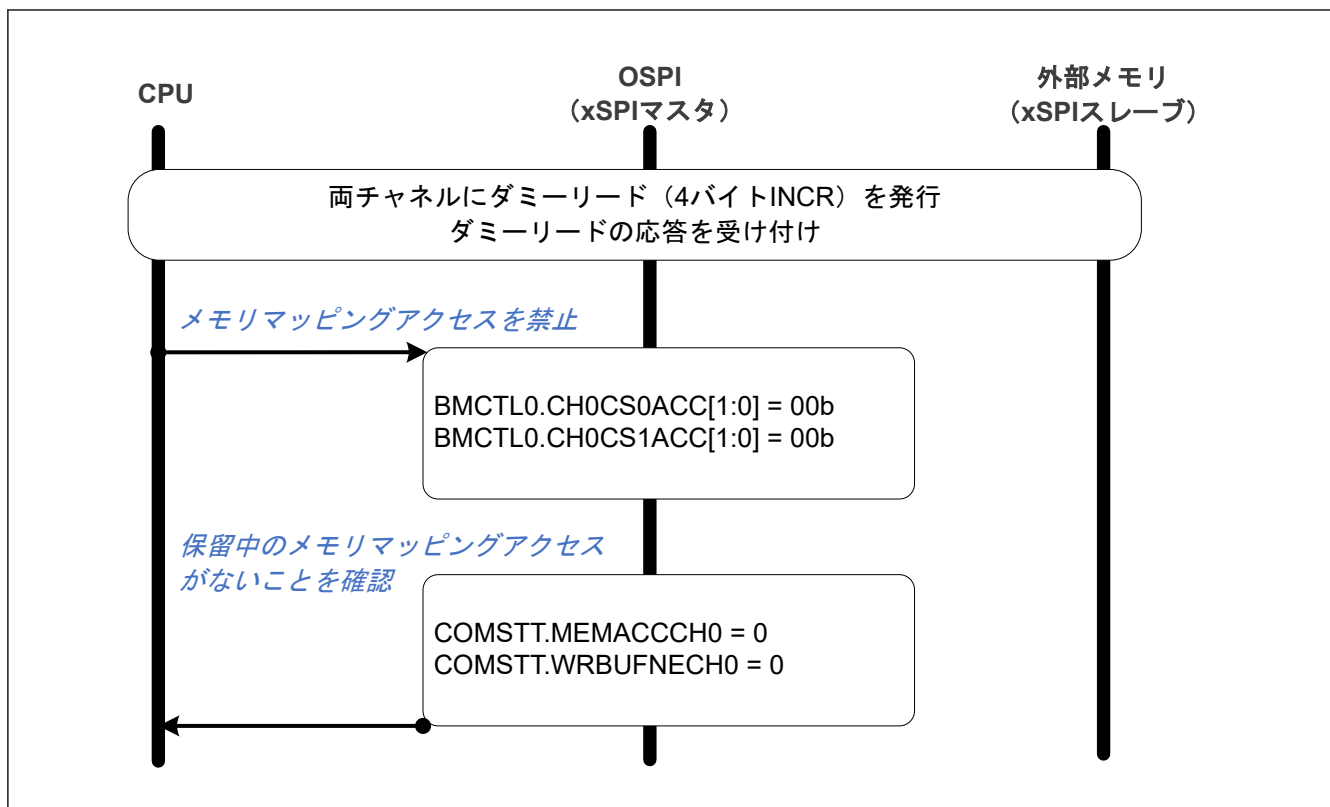 CPU
OSPI
（xSPIマスタ）
外部メモリ
（xSPIスレーブ）
両チャネルにダミーリード（4バイトINCR）を発行
ダミーリードの応答を受け付け
メモリマッピングアクセスを禁止
BMCTL0.CH0CS0ACC[1:0] = 00b
BMCTL0.CH0CS1ACC[1:0] = 00b
保留中のメモリマッピングアクセス
がないことを確認
COMSTT.MEMACCCH0 = 0
COMSTT.WRBUFNECH0 = 0